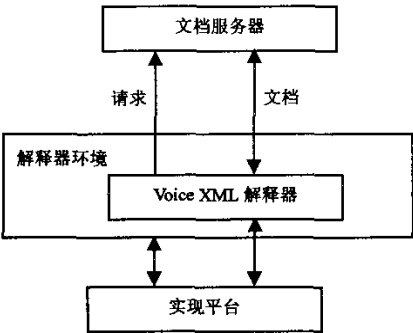 文档服务器
请求
文档
解释器环境
Voice XML 解释器
实现平台